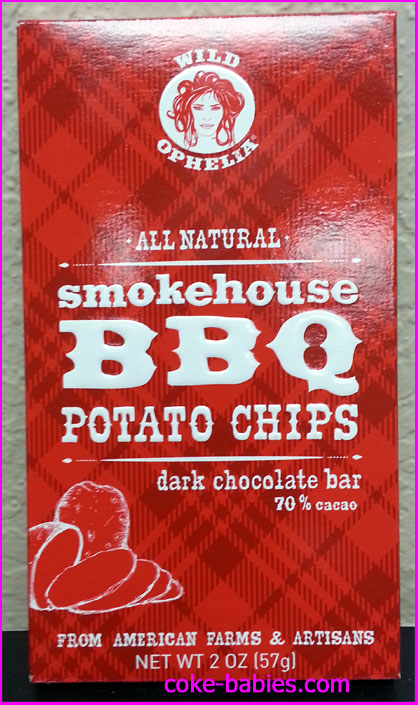 WILD
OPHELIA®
· ALL NATURAL ·
smokehouse
BBQ
POTATO CHIPS
dark chocolate bar
70% cacao
FROM AMERICAN FARMS & ARTISANS
NET WT 2 OZ (57g)
coke-babies.com